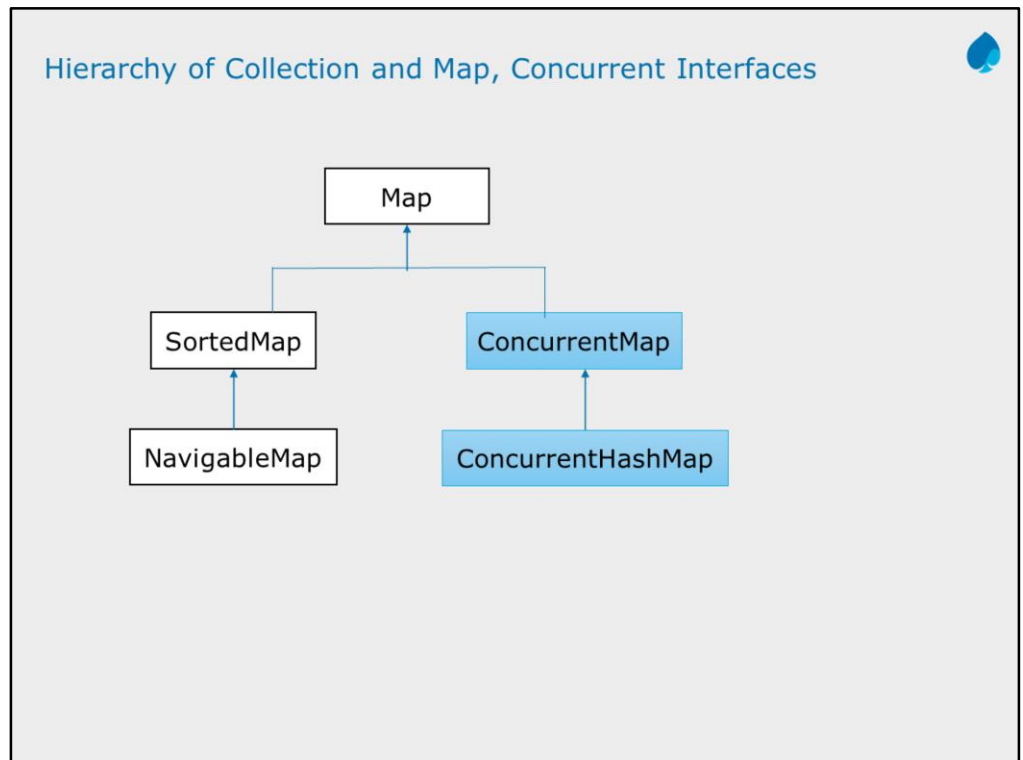 Hierarchy of Collection and Map, Concurrent Interfaces
Map
SortedMap
ConcurrentMap
NavigableMap
ConcurrentHashMap